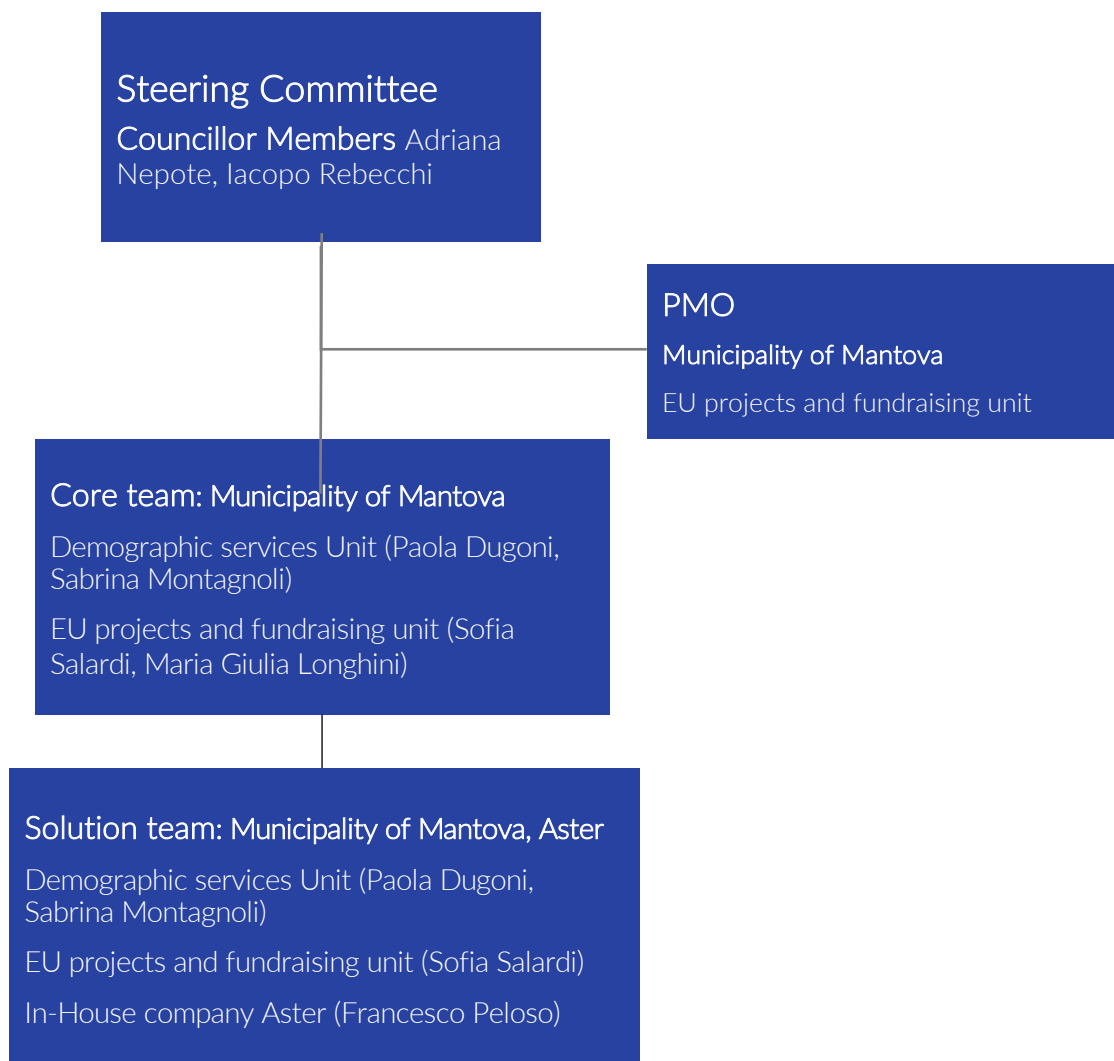 Steering Committee
Councillor Members Adriana
Nepote, Iacopo Rebecchi
PMO
Municipality of Mantova
EU projects and fundraising unit
Core team: Municipality of Mantova
Demographic services Unit (Paola Dugoni,
Sabrina Montagnoli)
EU projects and fundraising unit (Sofia
Salardi, Maria Giulia Longhini)
Solution team: Municipality of Mantova, Aster
Demographic services Unit (Paola Dugoni,
Sabrina Montagnoli)
EU projects and fundraising unit (Sofia Salardi)
In-House company Aster (Francesco Peloso)